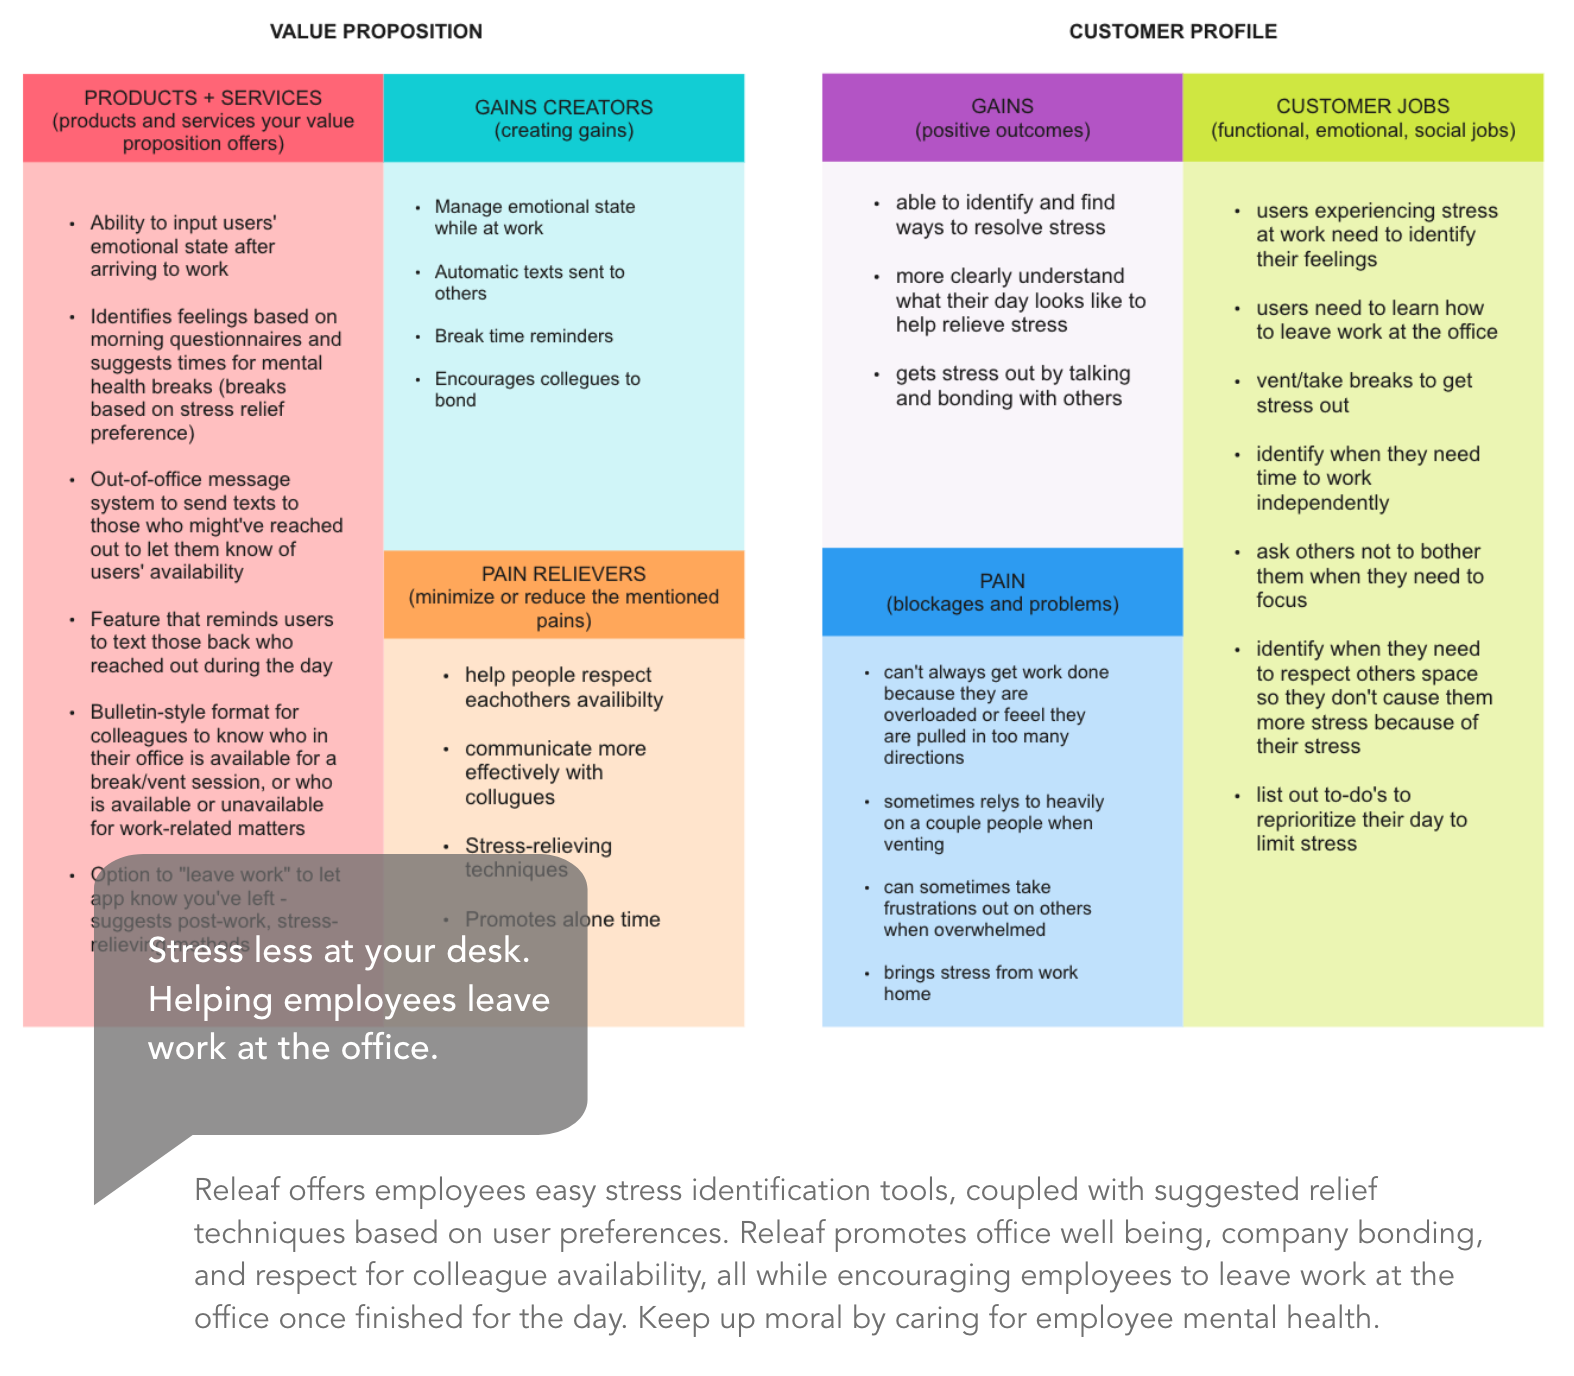 VALUE PROPOSITION
PRODUCTS + SERVICES
(products and services your value
proposition offers)
• Ability to input users'
emotional state after
arriving to work
• Identifies feelings based on
morning questionnaires and
suggests times for mental
health breaks (breaks
based on stress relief
preference)
• Out-of-office message
system to send texts to
those who might've reached
out to let them know of
users' availability
• Feature that reminds users
to text those back who
reached out during the day
• Bulletin-style format for
colleagues to know who in
their office is available for a
break/vent session, or who
is available or unavailable
for work-related matters
• Option to "leave work" to let
app know you've left -
suggests post-work, stress-
relieving methods
GAINS CREATORS
(creating gains)
• Manage emotional state
while at work
• Automatic texts sent to
others
• Break time reminders
• Encourages collegues to
bond
PAIN RELIEVERS
(minimize or reduce the mentioned
pains)
• help people respect
eachothers availibilty
• communicate more
effectively with
collugues
• Stress-relieving
techniques
• Promotes alone time
CUSTOMER PROFILE
GAINS
(positive outcomes)
• able to identify and find
ways to resolve stress
• more clearly understand
what their day looks like to
help relieve stress
• gets stress out by talking
and bonding with others
PAIN
(blockages and problems)
• can't always get work done
because they are
overloaded or feeel they
are pulled in too many
directions
• sometimes relys to heavily
on a couple people when
venting
• can sometimes take
frustrations out on others
when overwhelmed
• brings stress from work
home
CUSTOMER JOBS
(functional, emotional, social jobs)
• users experiencing stress
at work need to identify
their feelings
• users need to learn how
to leave work at the office
• vent/take breaks to get
stress out
• identify when they need
time to work
independently
• ask others not to bother
them when they need to
focus
• identify when they need
to respect others space
so they don't cause them
more stress because of
their stress
• list out to-do's to
reprioritize their day to
limit stress
Stress less at your desk.
Helping employees leave
work at the office.
Releaf offers employees easy stress identification tools, coupled with suggested relief
techniques based on user preferences. Releaf promotes office well being, company bonding,
and respect for colleague availability, all while encouraging employees to leave work at the
office once finished for the day. Keep up moral by caring for employee mental health.